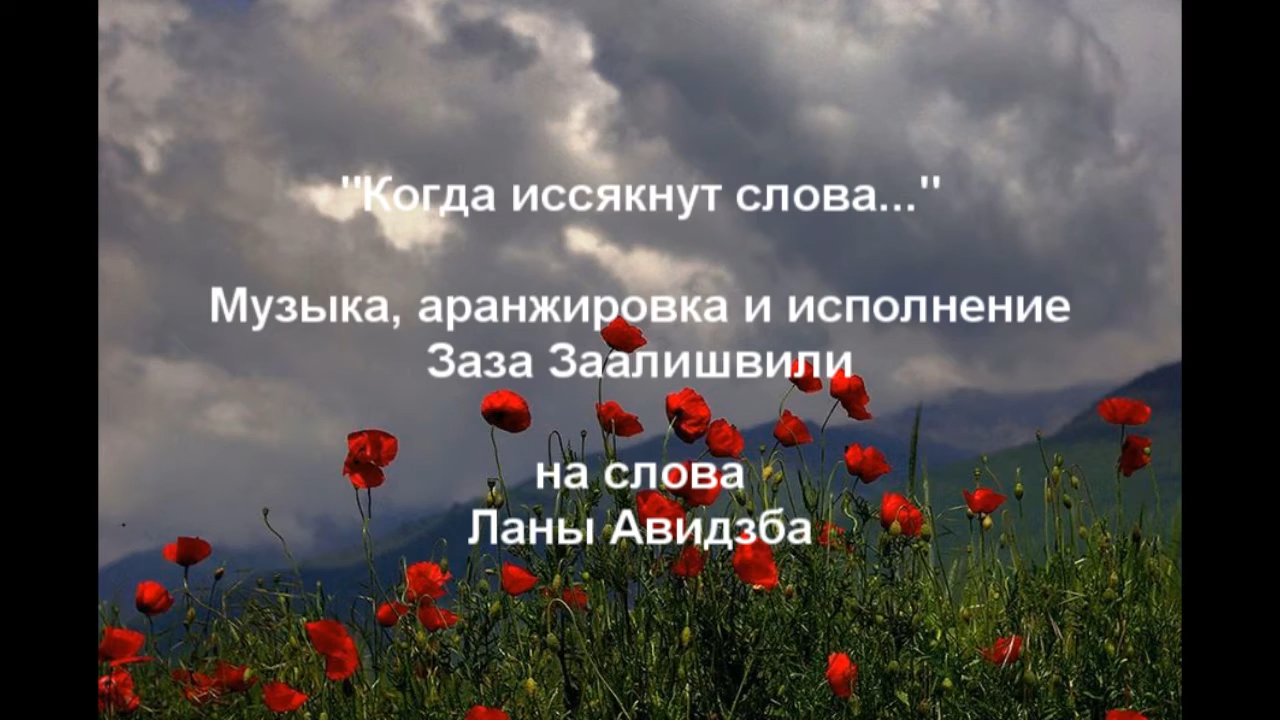 "Когда иссякнут слова..."
Музыка, аранжировка и исполнение
Заза Заалишвили
на слова
Ланы Авидзба